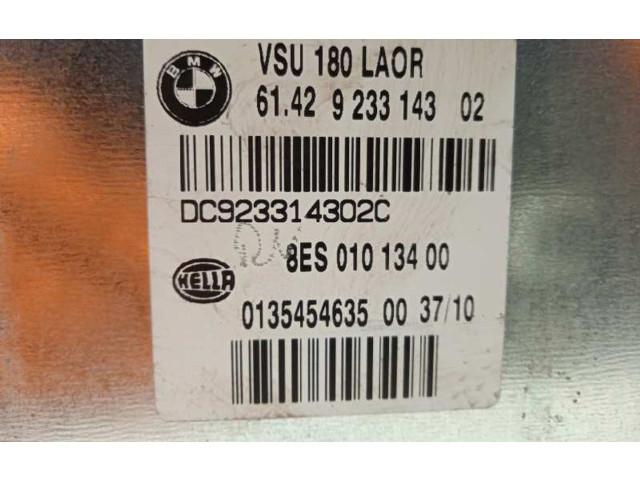 BMW
VSU 180 LAOR
61.42 9 233 143 02
DC923314302C
8ES 010 134 00
HELLA
0135454635 00 37/10